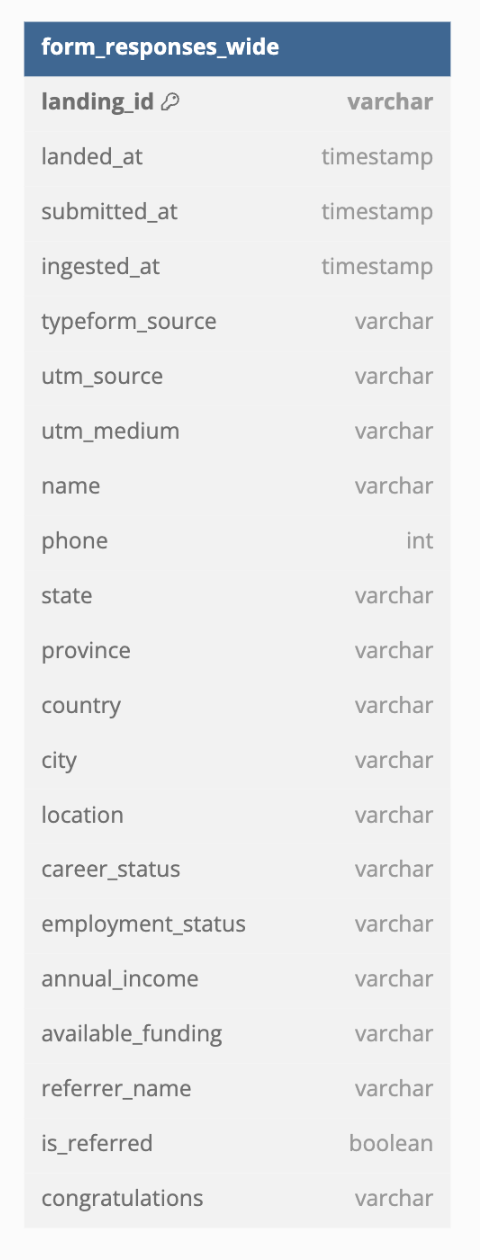 form_responses_wide
landing_id varchar
landed_at timestamp
submitted_at timestamp
ingested_at timestamp
typeform_source varchar
utm_source varchar
utm_medium varchar
name varchar
phone int
state varchar
province varchar
country varchar
city varchar
location varchar
career_status varchar
employment_status varchar
annual_income varchar
available_funding varchar
referrer_name varchar
is_referred boolean
congratulations varchar